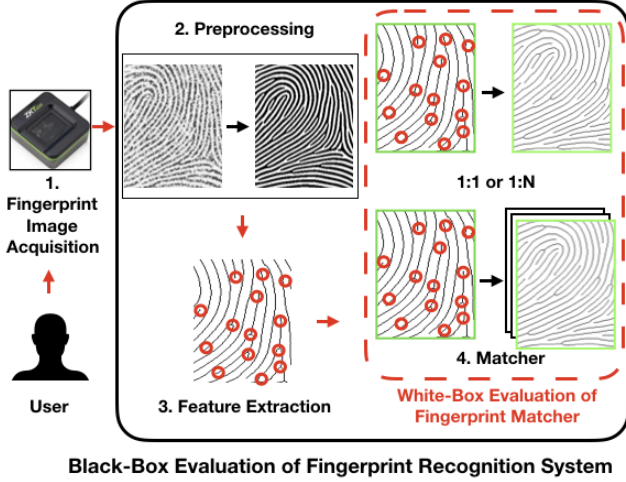 2. Preprocessing
ZKTeco
1.
Fingerprint
Image
Acquisition
1:1 or 1:N
4. Matcher
User
3. Feature Extraction
White-Box Evaluation of
Fingerprint Matcher
Black-Box Evaluation of Fingerprint Recognition System